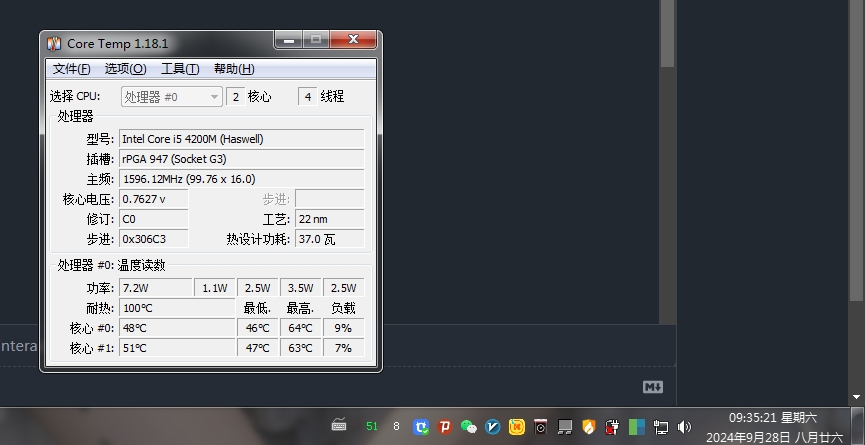 Core Temp 1.18.1
文件(F) 选项(O) 工具(T) 帮助(H)
选择 CPU: 处理器 #0 2 核心 4 线程
处理器
型号: Intel Core i5 4200M (Haswell)
插槽: rPGA 947 (Socket G3)
主频: 1596.12MHz (99.76 x 16.0)
核心电压: 0.7627 v 步进:
修订: C0 工艺: 22 nm
步进: 0x306C3 热设计功耗: 37.0 瓦
处理器 #0: 温度读数
功率: 7.2W 1.1W 2.5W 3.5W 2.5W
耐热: 100°C 最低. 最高. 负载
核心 #0: 48°C 46°C 64°C 9%
核心 #1: 51°C 47°C 63°C 7%
ntera
M↓
51 8
09:35:21 星期六
2024年9月28日 八月廿六